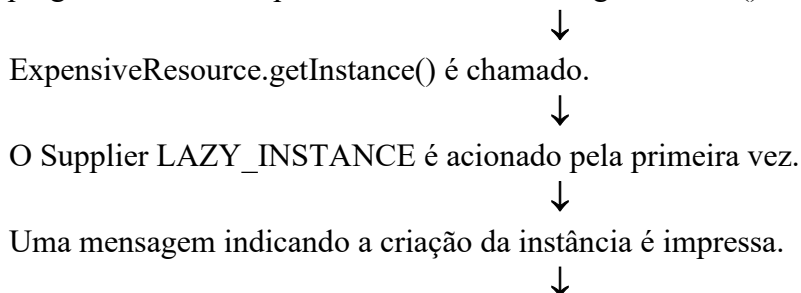 ↓
ExpensiveResource.getInstance() é chamado.
↓
O Supplier LAZY_INSTANCE é acionado pela primeira vez.
↓
Uma mensagem indicando a criação da instância é impressa.
↓